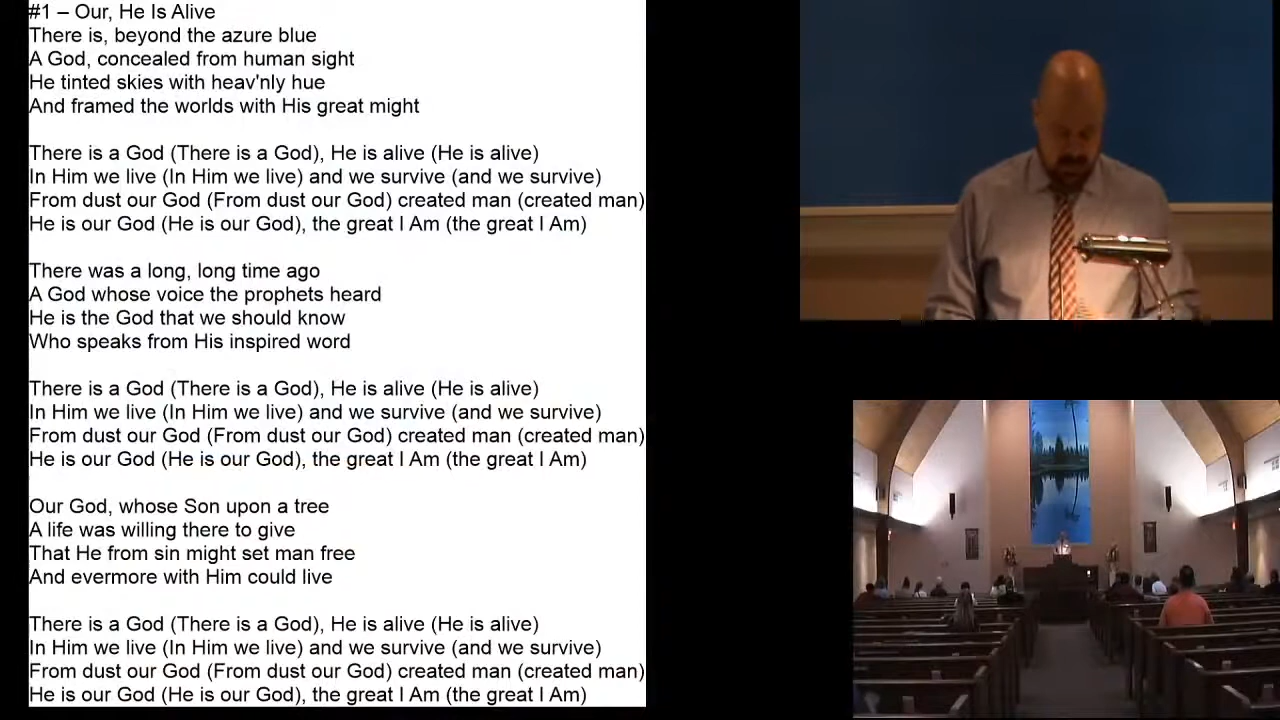 #1 – Our, He Is Alive
There is, beyond the azure blue
A God, concealed from human sight
He tinted skies with heav'nly hue
And framed the worlds with His great might
There is a God (There is a God), He is alive (He is alive)
In Him we live (In Him we live) and we survive (and we survive)
From dust our God (From dust our God) created man (created man)
He is our God (He is our God), the great I Am (the great I Am)
There was a long, long time ago
A God whose voice the prophets heard
He is the God that we should know
Who speaks from His inspired word
There is a God (There is a God), He is alive (He is alive)
In Him we live (In Him we live) and we survive (and we survive)
From dust our God (From dust our God) created man (created man)
He is our God (He is our God), the great I Am (the great I Am)
Our God, whose Son upon a tree
A life was willing there to give
That He from sin might set man free
And evermore with Him could live
There is a God (There is a God), He is alive (He is alive)
In Him we live (In Him we live) and we survive (and we survive)
From dust our God (From dust our God) created man (created man)
He is our God (He is our God), the great I Am (the great I Am)